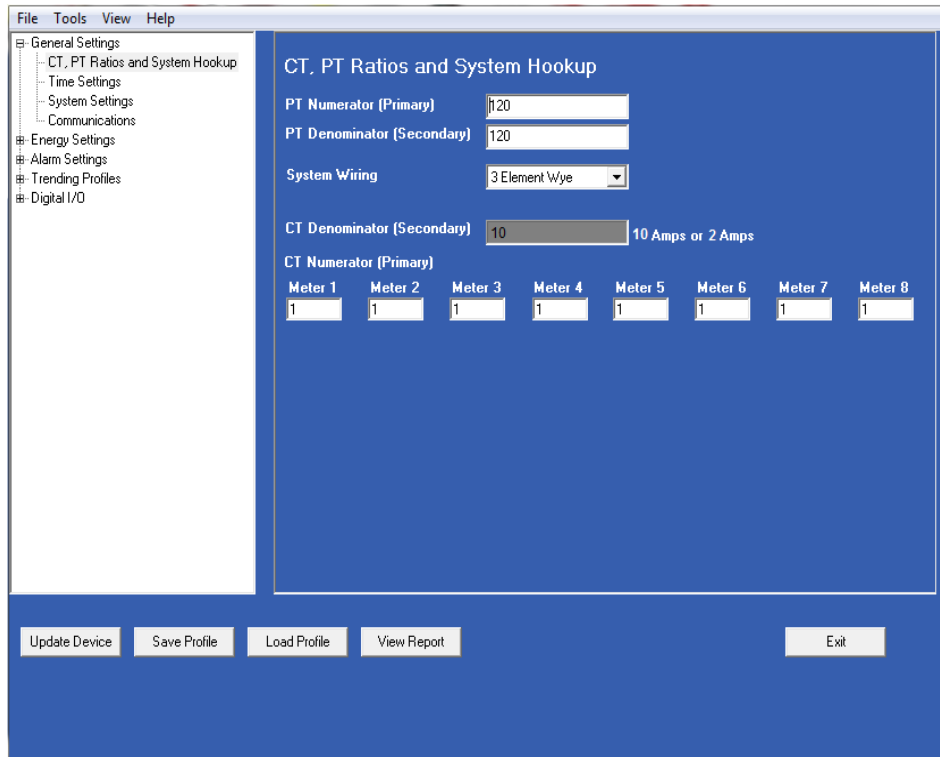 File Tools View Help
General Settings
CT, PT Ratios and System Hookup
Time Settings
System Settings
Communications
Energy Settings
Alarm Settings
Trending Profiles
Digital I/O
CT, PT Ratios and System Hookup
PT Numerator (Primary) 120
PT Denominator (Secondary) 120
System Wiring 3 Element Wye
CT Denominator (Secondary) 10 10 Amps or 2 Amps
CT Numerator (Primary)
Meter 1 Meter 2 Meter 3 Meter 4 Meter 5 Meter 6 Meter 7 Meter 8
1 1 1 1 1 1 1 1
Update Device Save Profile Load Profile View Report Exit